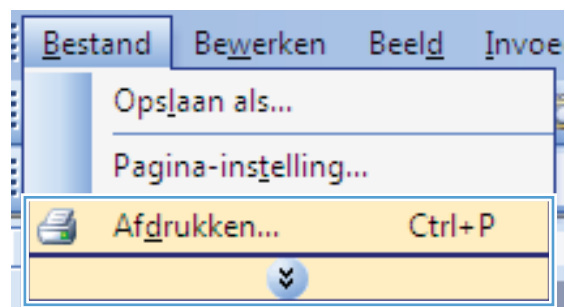 Bestand Bewerken Beeld Invoe
Opslaan als...
Pagina-instelling...
Afdrukken... Ctrl+P